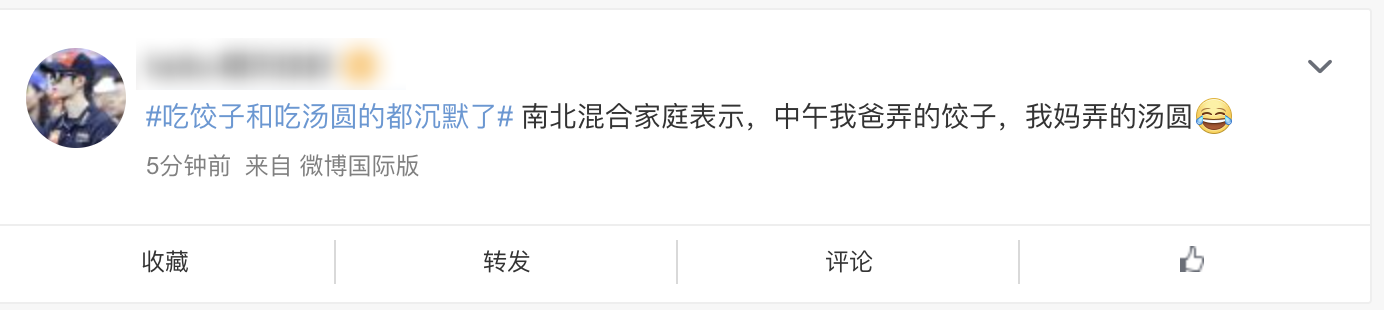 #吃饺子和吃汤圆的都沉默了# 南北混合家庭表示，中午我爸弄的饺子，我妈弄的汤圆😂
5分钟前 来自 微博国际版
收藏 转发 评论